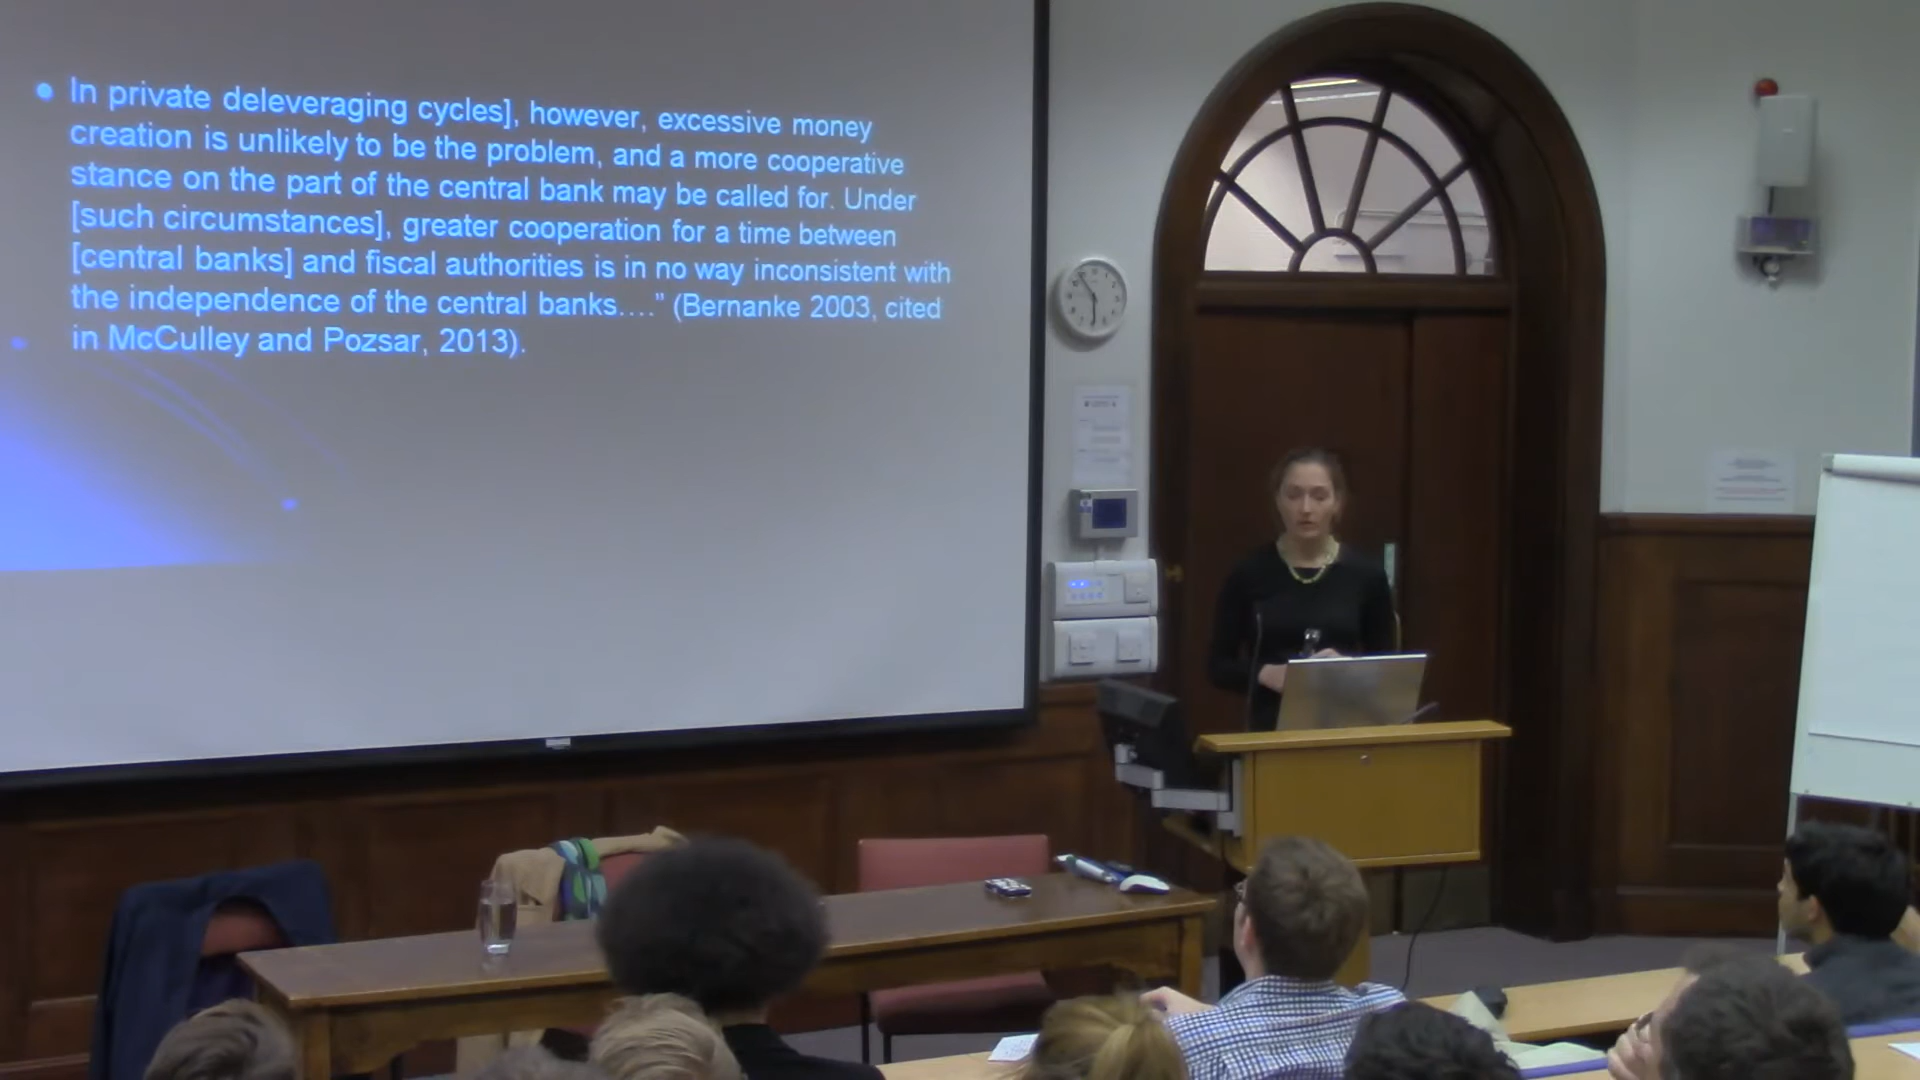 In private deleveraging cycles], however, excessive money
creation is unlikely to be the problem, and a more cooperative
stance on the part of the central bank may be called for. Under
[such circumstances], greater cooperation for a time between
[central banks] and fiscal authorities is in no way inconsistent with
the independence of the central banks…." (Bernanke 2003, cited
in McCulley and Pozsar, 2013).